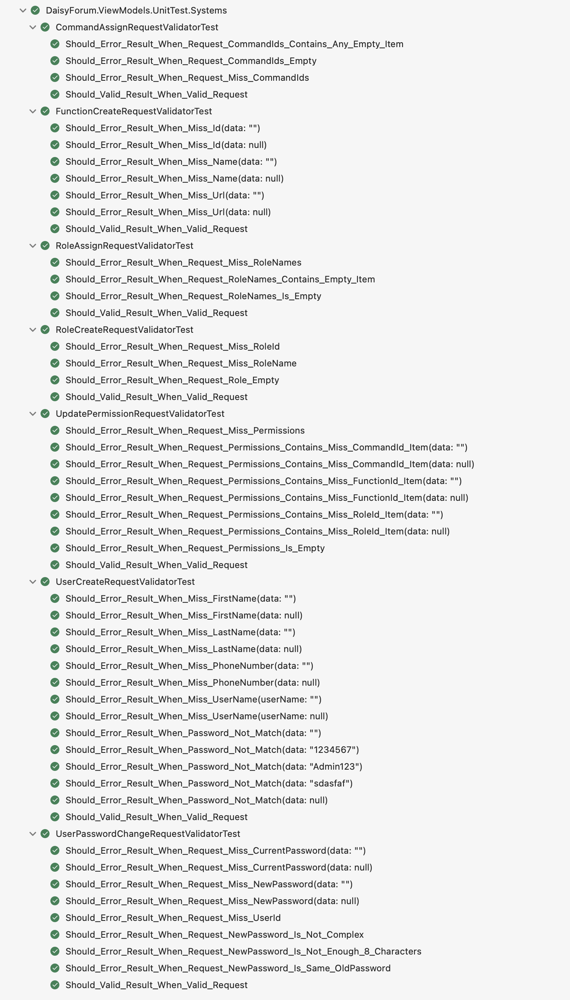 DaisyForum.ViewModels.UnitTest.Systems
CommandAssignRequestValidatorTest
Should_Error_Result_When_Request_CommandIds_Contains_Any_Empty_Item
Should_Error_Result_When_Request_CommandIds_Empty
Should_Error_Result_When_Request_Miss_CommandIds
Should_Valid_Result_When_Valid_Request
FunctionCreateRequestValidatorTest
Should_Error_Result_When_Miss_Id(data: "")
Should_Error_Result_When_Miss_Id(data: null)
Should_Error_Result_When_Miss_Name(data: "")
Should_Error_Result_When_Miss_Name(data: null)
Should_Error_Result_When_Miss_Url(data: "")
Should_Error_Result_When_Miss_Url(data: null)
Should_Valid_Result_When_Valid_Request
RoleAssignRequestValidatorTest
Should_Error_Result_When_Request_Miss_RoleNames
Should_Error_Result_When_Request_RoleNames_Contains_Empty_Item
Should_Error_Result_When_Request_RoleNames_Is_Empty
Should_Valid_Result_When_Valid_Request
RoleCreateRequestValidatorTest
Should_Error_Result_When_Request_Miss_RoleId
Should_Error_Result_When_Request_Miss_RoleName
Should_Error_Result_When_Request_Role_Empty
Should_Valid_Result_When_Valid_Request
UpdatePermissionRequestValidatorTest
Should_Error_Result_When_Request_Miss_Permissions
Should_Error_Result_When_Request_Permissions_Contains_Miss_CommandId_Item(data: "")
Should_Error_Result_When_Request_Permissions_Contains_Miss_CommandId_Item(data: null)
Should_Error_Result_When_Request_Permissions_Contains_Miss_FunctionId_Item(data: "")
Should_Error_Result_When_Request_Permissions_Contains_Miss_FunctionId_Item(data: null)
Should_Error_Result_When_Request_Permissions_Contains_Miss_RoleId_Item(data: "")
Should_Error_Result_When_Request_Permissions_Contains_Miss_RoleId_Item(data: null)
Should_Error_Result_When_Request_Permissions_Is_Empty
Should_Valid_Result_When_Valid_Request
UserCreateRequestValidatorTest
Should_Error_Result_When_Miss_FirstName(data: "")
Should_Error_Result_When_Miss_FirstName(data: null)
Should_Error_Result_When_Miss_LastName(data: "")
Should_Error_Result_When_Miss_LastName(data: null)
Should_Error_Result_When_Miss_PhoneNumber(data: "")
Should_Error_Result_When_Miss_PhoneNumber(data: null)
Should_Error_Result_When_Miss_UserName(userName: "")
Should_Error_Result_When_Miss_UserName(userName: null)
Should_Error_Result_When_Password_Not_Match(data: "")
Should_Error_Result_When_Password_Not_Match(data: "1234567")
Should_Error_Result_When_Password_Not_Match(data: "Admin123")
Should_Error_Result_When_Password_Not_Match(data: "sdasfaf")
Should_Error_Result_When_Password_Not_Match(data: null)
Should_Valid_Result_When_Valid_Request
UserPasswordChangeRequestValidatorTest
Should_Error_Result_When_Request_Miss_CurrentPassword(data: "")
Should_Error_Result_When_Request_Miss_CurrentPassword(data: null)
Should_Error_Result_When_Request_Miss_NewPassword(data: "")
Should_Error_Result_When_Request_Miss_NewPassword(data: null)
Should_Error_Result_When_Request_Miss_UserId
Should_Error_Result_When_Request_NewPassword_Is_Not_Complex
Should_Error_Result_When_Request_NewPassword_Is_Not_Enough_8_Characters
Should_Error_Result_When_Request_NewPassword_Is_Same_OldPassword
Should_Valid_Result_When_Valid_Request